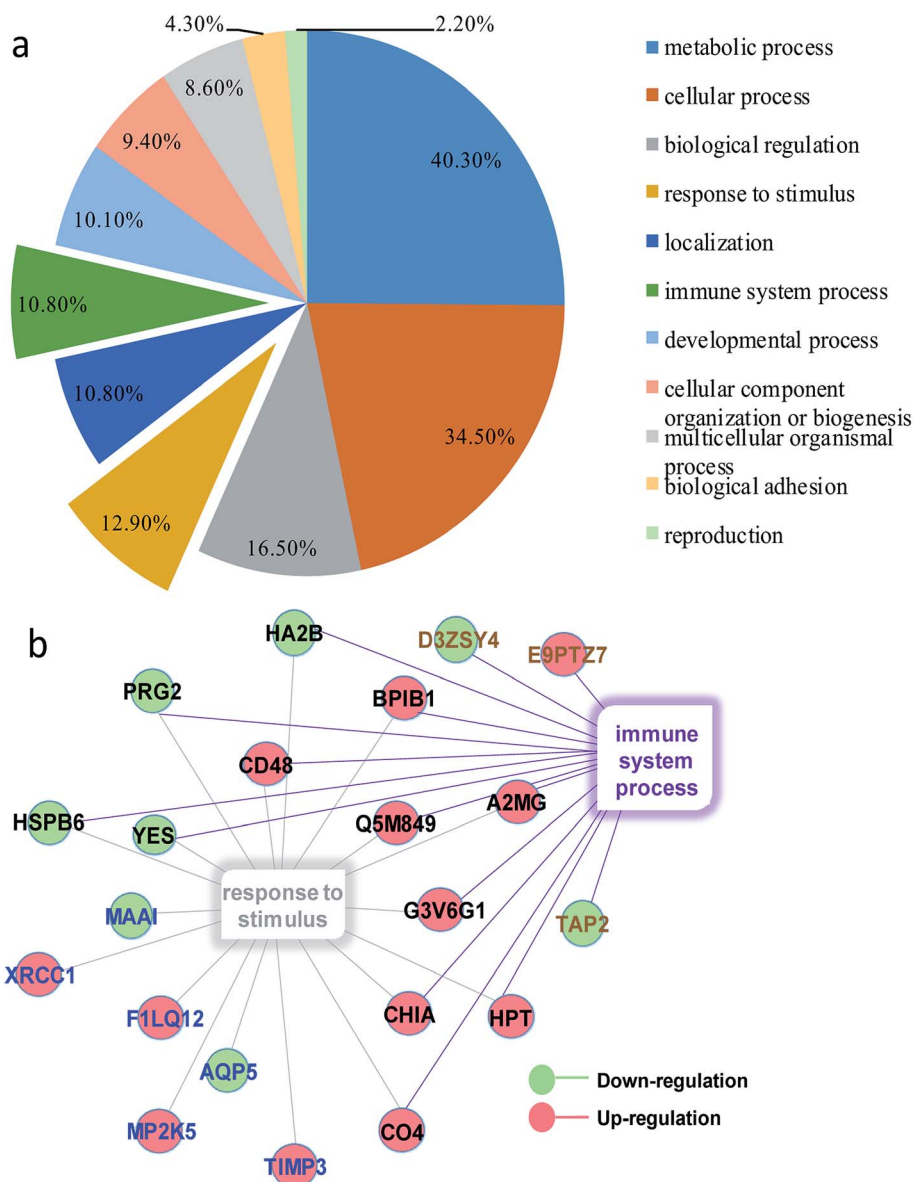 a
4.30%
2.20%
8.60%
9.40%
40.30%
10.10%
10.80%
10.80%
12.90%
16.50%
34.50%
metabolic process
cellular process
biological regulation
response to stimulus
localization
immune system process
developmental process
cellular component
organization or biogenesis
multicellular organismal
process
biological adhesion
reproduction
b
HA2B
D3ZSY4
E9PTZ7
PRG2
BPIB1
immune
system
process
CD48
HSPB6
YES
Q5M849
A2MG
response to
stimulus
MAAI
G3V6G1
TAP2
XRCC1
F1LQ12
CHIA
HPT
AQP5
MP2K5
TIMP3
CO4
Down-regulation
Up-regulation